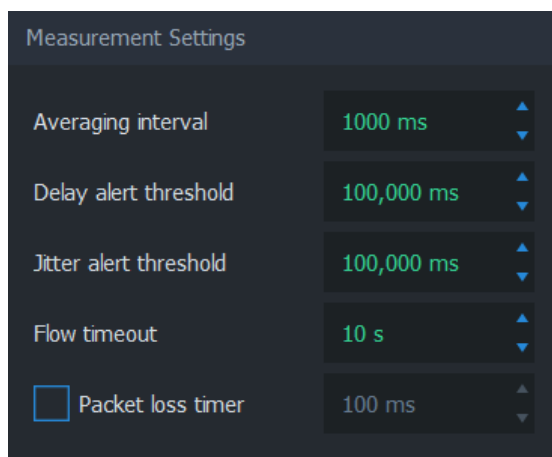 Measurement Settings
Averaging interval 1000 ms
Delay alert threshold 100,000 ms
Jitter alert threshold 100,000 ms
Flow timeout 10 s
Packet loss timer 100 ms